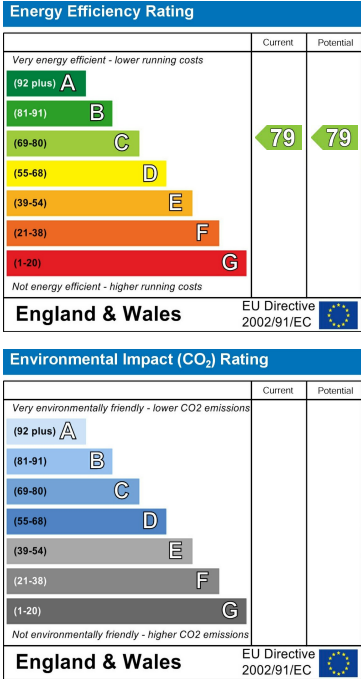 Energy Efficiency Rating
Current Potential
Very energy efficient - lower running costs
(92 plus) A
(81-91) B
(69-80) C 79 79
(55-68) D
(39-54) E
(21-38) F
(1-20) G
Not energy efficient - higher running costs
England & Wales EU Directive
2002/91/EC
Environmental Impact (CO₂) Rating
Current Potential
Very environmentally friendly - lower CO2 emissions
(92 plus) A
(81-91) B
(69-80) C
(55-68) D
(39-54) E
(21-38) F
(1-20) G
Not environmentally friendly - higher CO2 emissions
England & Wales EU Directive
2002/91/EC